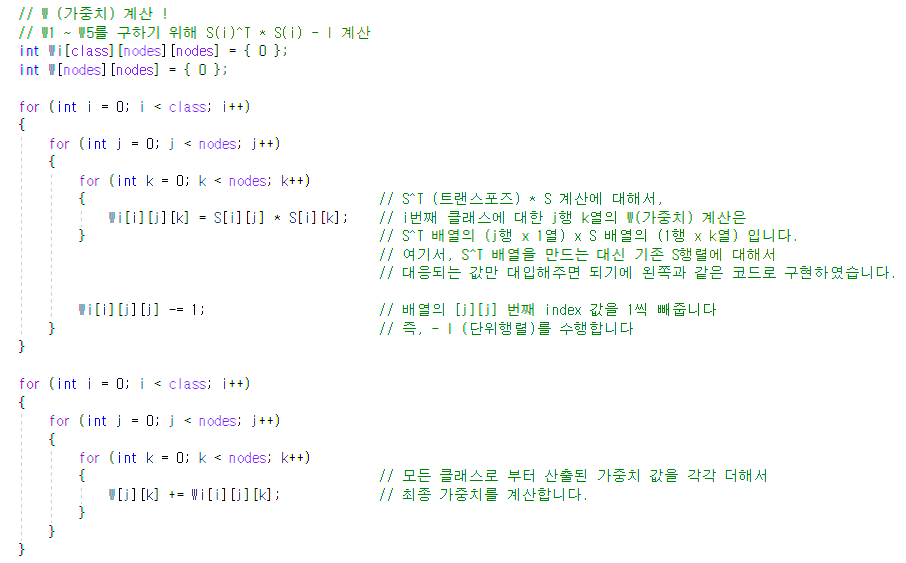 // W (가중치) 계산 !
// W1 ~ W5를 구하기 위해 S(i)^T * S(i) - I 계산
int Wi[class][nodes][nodes] = { 0 };
int W[nodes][nodes] = { 0 };
for (int i = 0; i < class; i++)
{
for (int j = 0; j < nodes; j++)
{
for (int k = 0; k < nodes; k++)
{ // S^T (트랜스포즈) * S 계산에 대해서,
Wi[i][j][k] = S[i][j] * S[i][k]; // i번째 클래스에 대한 j행 k열의 W(가중치) 계산은
} // S^T 배열의 (j행 x 1열) x S 배열의 (1행 x k열) 입니다.
// 여기서, S^T 배열을 만드는 대신 기존 S행렬에 대해서
// 대응되는 값만 대입해주면 되기에 왼쪽과 같은 코드로 구현하였습니다.
Wi[i][j][j] -= 1; // 배열의 [j][j] 번째 index 값을 1씩 빼줍니다
} // 즉, - I (단위행렬)를 수행합니다
}
for (int i = 0; i < class; i++)
{
for (int j = 0; j < nodes; j++)
{
for (int k = 0; k < nodes; k++)
{ // 모든 클래스로 부터 산출된 가중치 값을 각각 더해서
W[j][k] += Wi[i][j][k]; // 최종 가중치를 계산합니다.
}
}
}